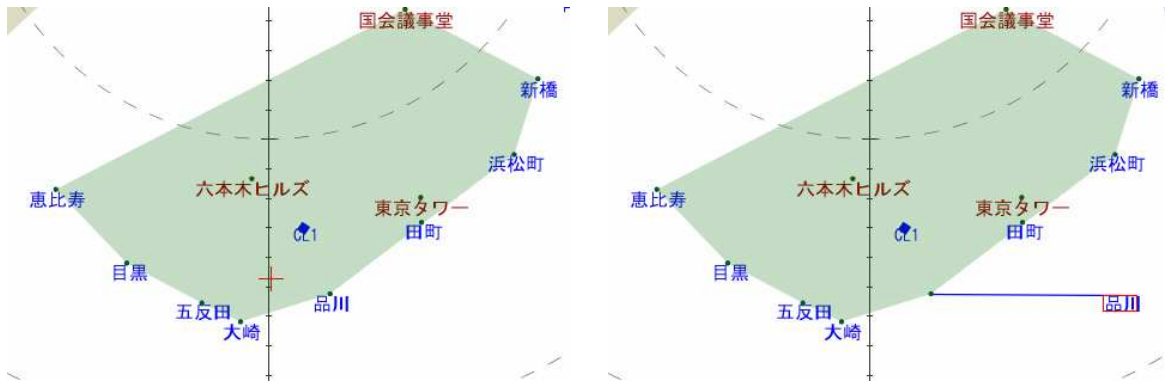 国会議事堂
新橋
浜松町
六本木ヒルズ
恵比寿
東京タワー
田町
CL1
目黒
五反田
品川
大崎
国会議事堂
新橋
浜松町
六本木ヒルズ
恵比寿
東京タワー
田町
CL1
目黒
五反田
品川
大崎